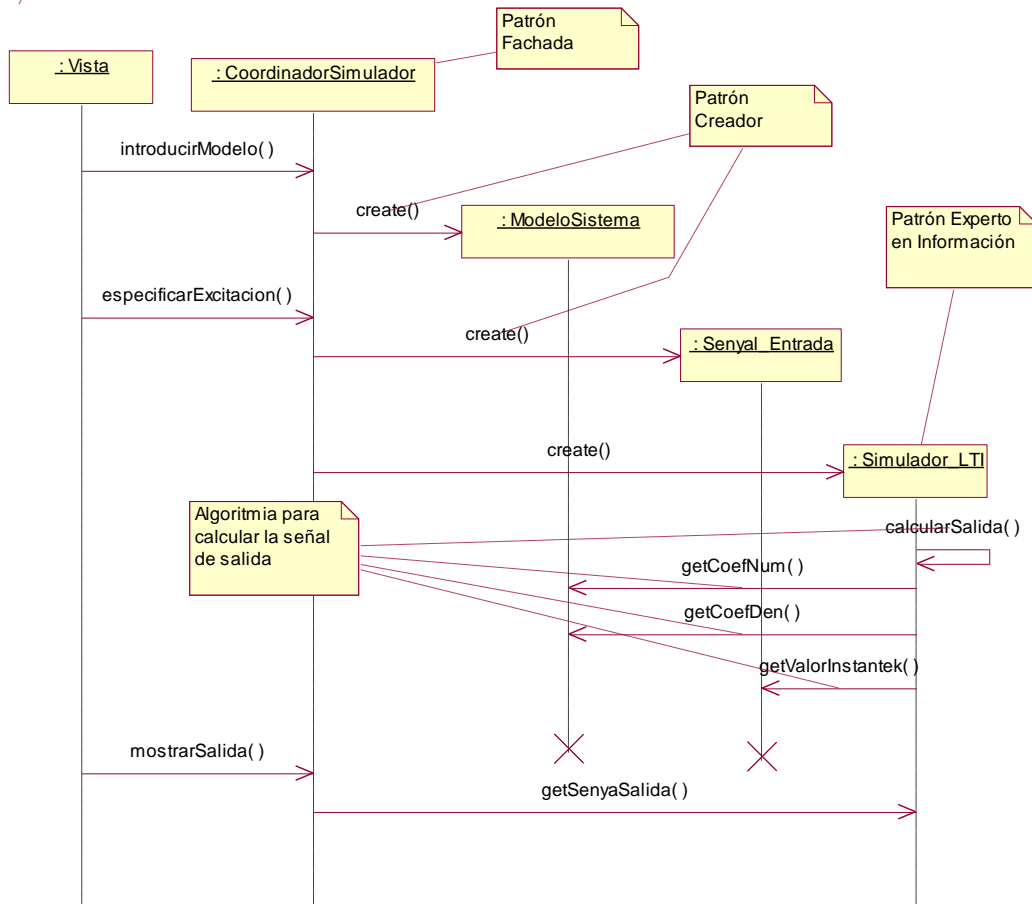 Patrón
Fachada
: Vista
: CoordinadorSimulador
Patrón
Creador
introducirModelo( )
create()
: ModeloSistema
Patrón Experto
en Información
especificarExcitacion( )
create()
: Senyal_Entrada
create()
: Simulador_LTI
Algoritmia para
calcular la señal
de salida
calcularSalida( )
getCoefNum( )
getCoefDen( )
getValorInstantek( )
mostrarSalida( )
getSenyaSalida( )